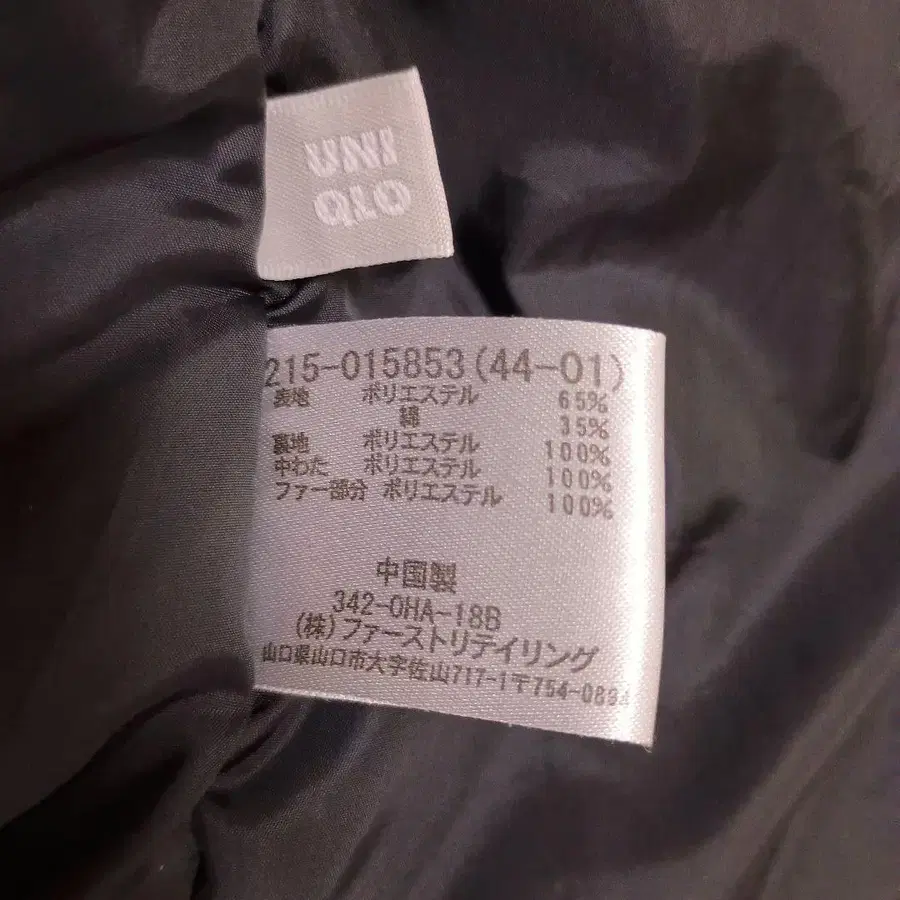 UNI
QLO
215-015853(44-01)
表地 ポリエステル 65%
綿 35%
裏地 ポリエステル 100%
中わた ポリエステル 100%
ファー部分 ポリエステル 100%
中国製
342-0HA-18B
(株)ファーストリテイリング
山口県山口市大字佐山717-1〒754-0894